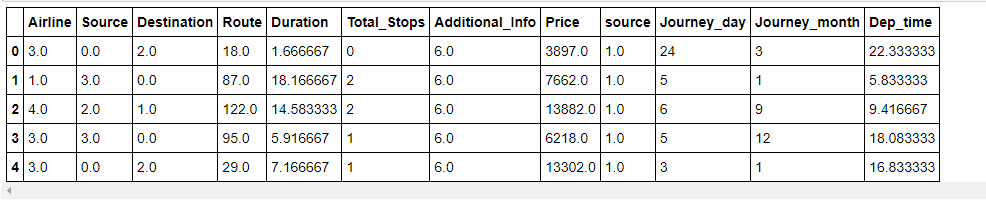 Airline Source Destination Route Duration Total_Stops Additional_Info Price source Journey_day Journey_month Dep_time
0 3.0 0.0 2.0 18.0 1.666667 0 6.0 3897.0 1.0 24 3 22.333333
1 1.0 3.0 0.0 87.0 18.166667 2 6.0 7662.0 1.0 5 1 5.833333
2 4.0 2.0 1.0 122.0 14.583333 2 6.0 13882.0 1.0 6 9 9.416667
3 3.0 3.0 0.0 95.0 5.916667 1 6.0 6218.0 1.0 5 12 18.083333
4 3.0 0.0 2.0 29.0 7.166667 1 6.0 13302.0 1.0 3 1 16.833333